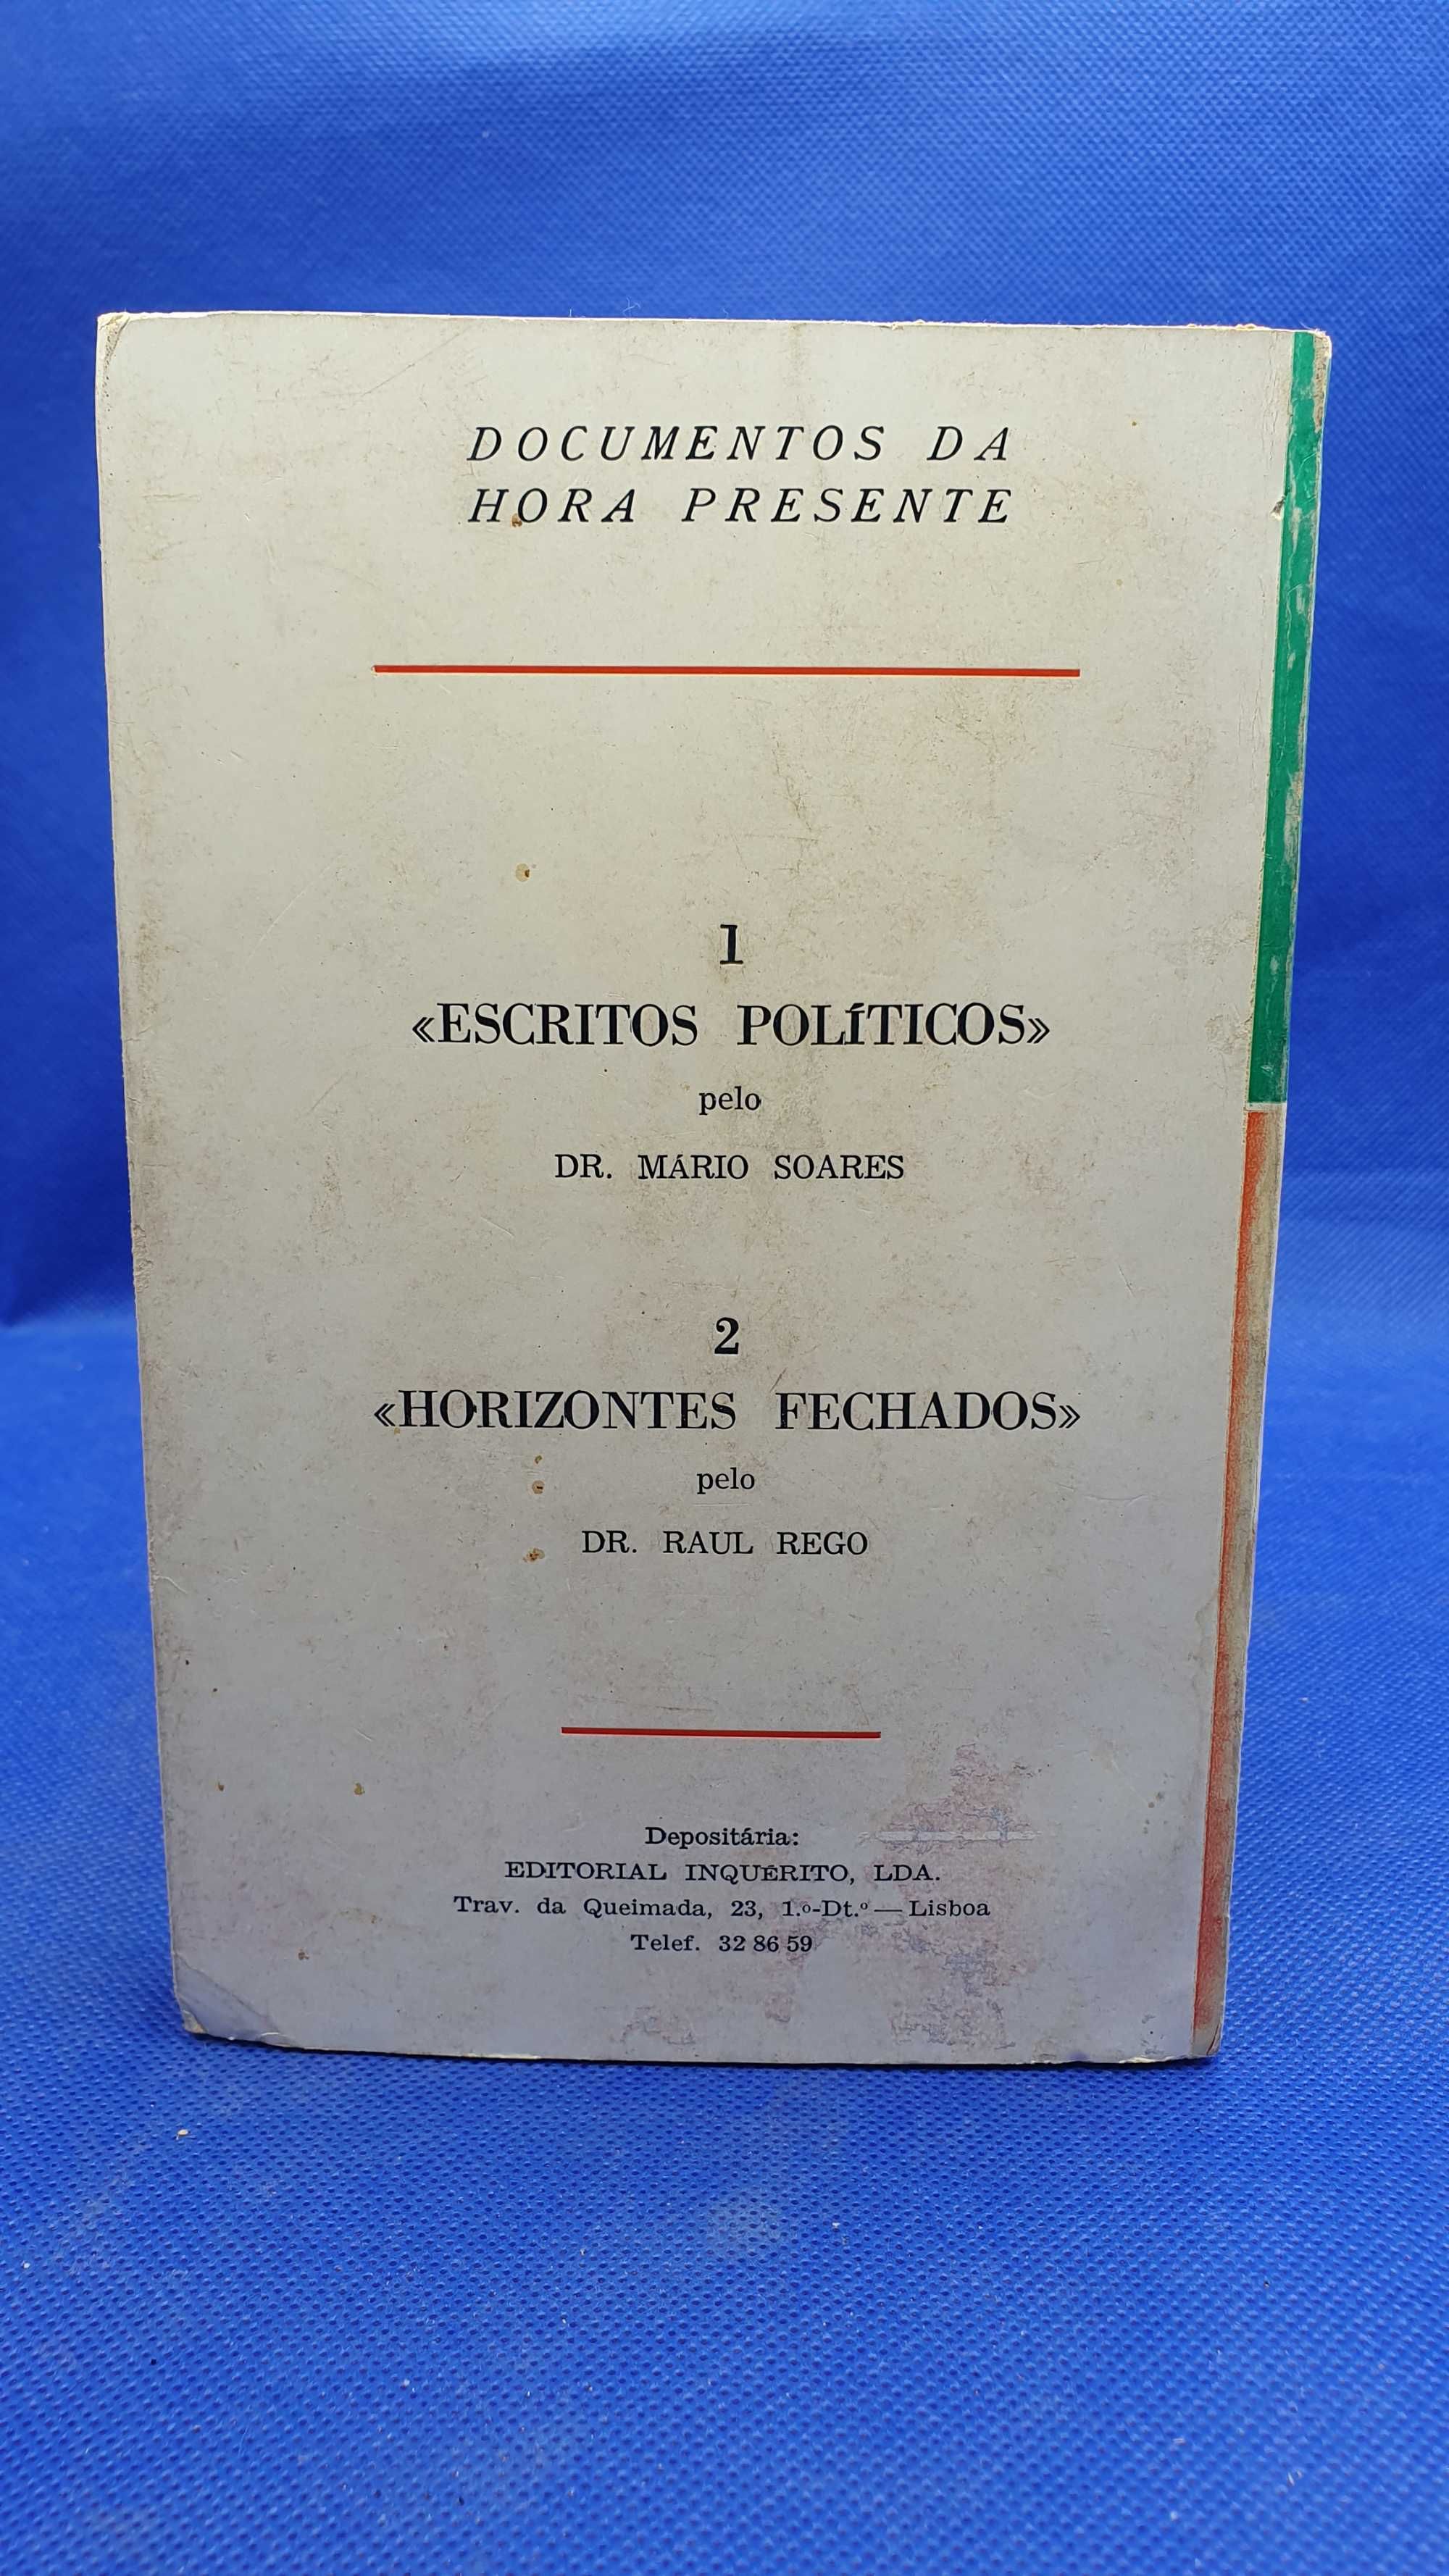 DOCUMENTOS DA
HORA PRESENTE
1
«ESCRITOS POLÍTICOS»
pelo
DR. MÁRIO SOARES
2
«HORIZONTES FECHADOS»
pelo
DR. RAUL REGO
Depositária:
EDITORIAL INQUÉRITO, LDA.
Trav. da Queimada, 23, 1.º-Dt.º — Lisboa
Telef. 32 86 59